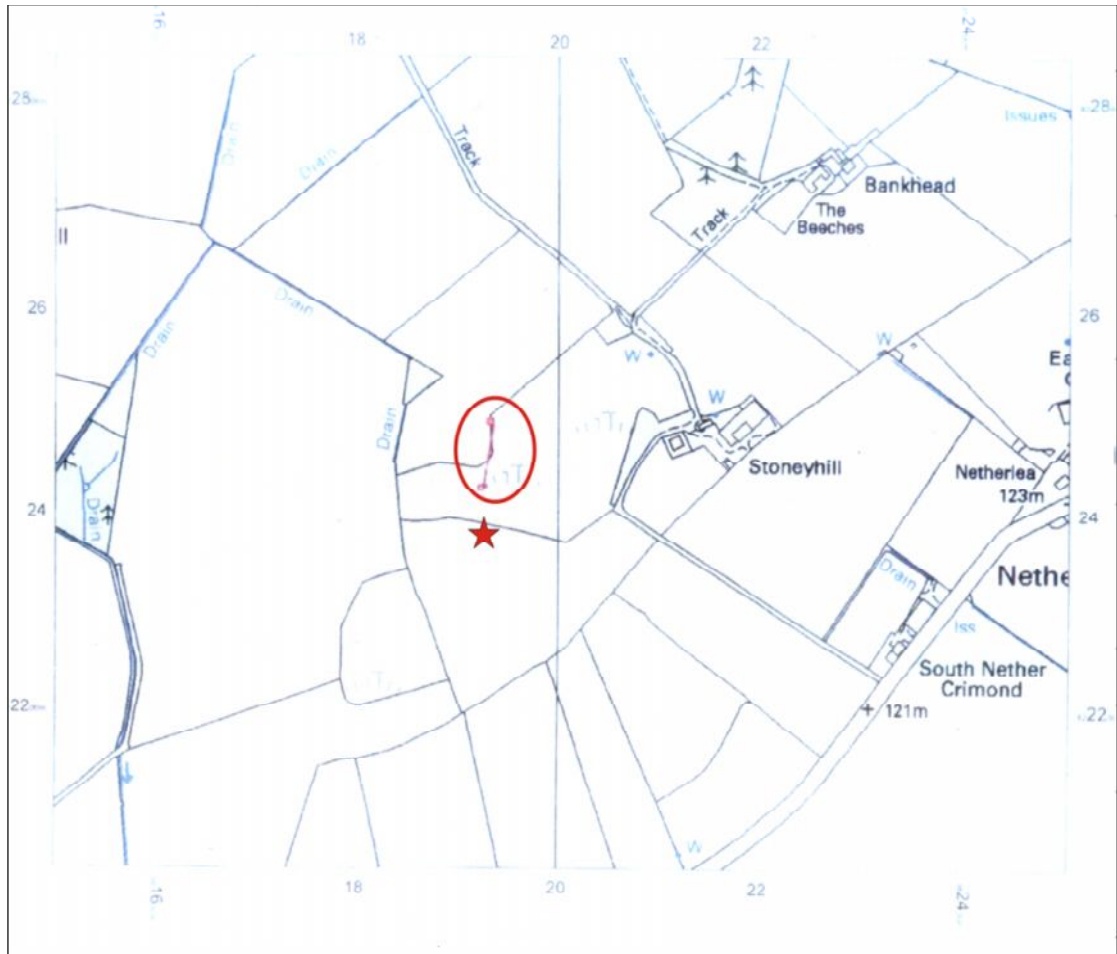 16
18
20
22
24
28
28
Track
Drain
Drain
Issues
Bankhead
The
Beeches
Track
ll
Drain
Drain
26
26
W
W
Ea
W
Drain
Stoneyhill
Netherlea
123m
24
24
Drain
Nethe
Drain
Iss
South Nether
Crimond
22
121m
22
W
16
18
20
22
24